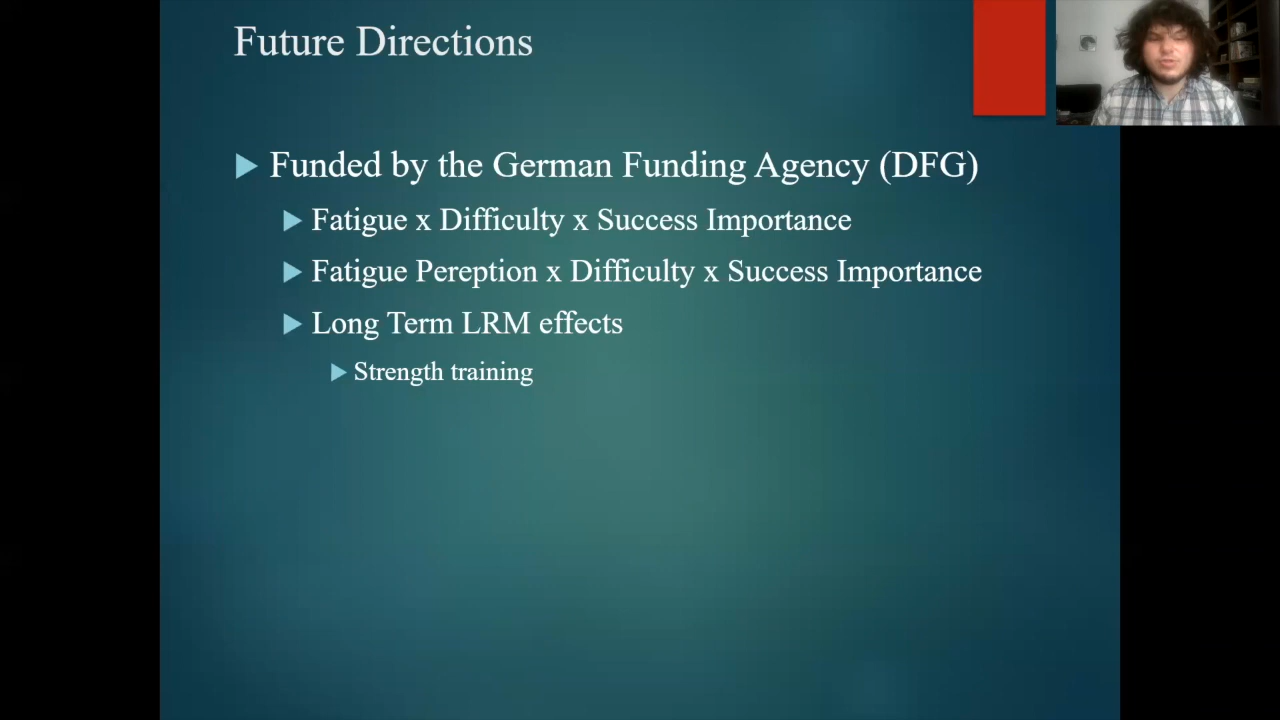 Future Directions
Funded by the German Funding Agency (DFG)
Fatigue x Difficulty x Success Importance
Fatigue Pereption x Difficulty x Success Importance
Long Term LRM effects
Strength training